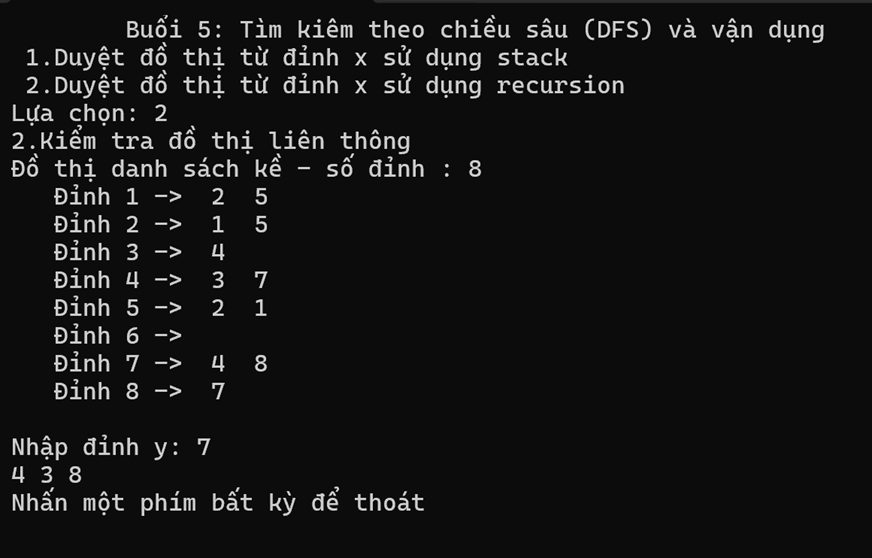 Buổi 5: Tìm kiếm theo chiều sâu (DFS) và vận dụng
1.Duyệt đồ thị từ đỉnh x sử dụng stack
2.Duyệt đồ thị từ đỉnh x sử dụng recursion
Lựa chọn: 2
2.Kiểm tra đồ thị liên thông
Đồ thị danh sách kề - số đỉnh : 8
Đỉnh 1 -> 2 5
Đỉnh 2 -> 1 5
Đỉnh 3 -> 4
Đỉnh 4 -> 3 7
Đỉnh 5 -> 2 1
Đỉnh 6 ->
Đỉnh 7 -> 4 8
Đỉnh 8 -> 7
Nhập đỉnh y: 7
4 3 8
Nhấn một phím bất kỳ để thoát